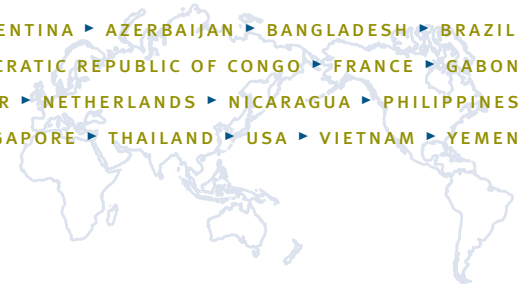 ENTINA ► AZERBAIJAN ► BANGLADESH ► BRAZIL
CRATIC REPUBLIC OF CONGO ► FRANCE ► GABON
R ► NETHERLANDS ► NICARAGUA ► PHILIPPINES
GAPORE ► THAILAND ► USA ► VIETNAM ► YEMEN